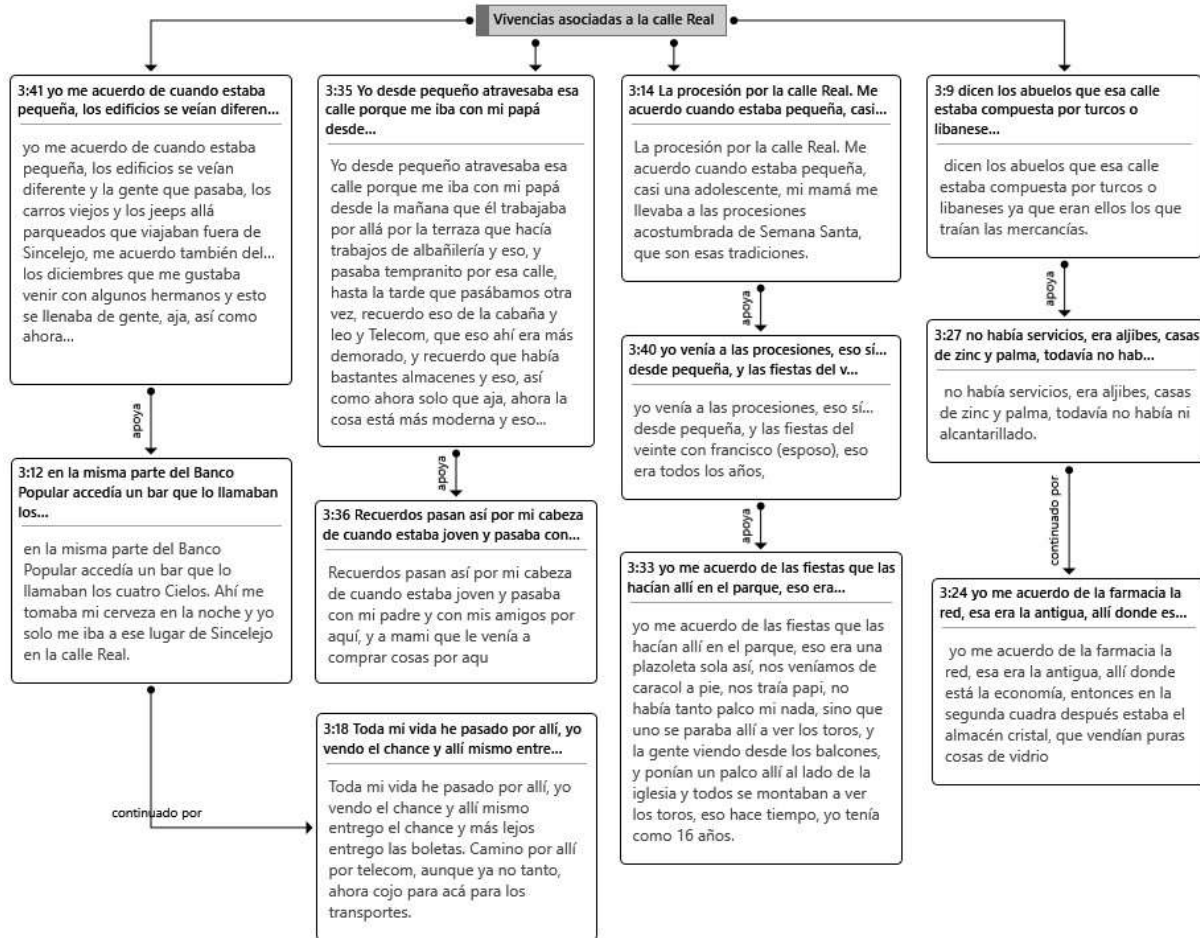 Vivencias asociadas a la calle Real
3:41 yo me acuerdo de cuando estaba
pequeña, los edificios se veían diferen...
yo me acuerdo de cuando estaba
pequeña, los edificios se veían
diferente y la gente que pasaba, los
carros viejos y los jeeps allá
parqueados que viajaban fuera de
Sincelejo, me acuerdo también del...
los diciembres que me gustaba
venir con algunos hermanos y esto
se llenaba de gente, aja, así como
ahora...
apoya
3:12 en la misma parte del Banco
Popular accedía un bar que lo llamaban
los...
en la misma parte del Banco
Popular accedía un bar que lo
llamaban los cuatro Cielos. Ahí me
tomaba mi cerveza en la noche y yo
solo me iba a ese lugar de Sincelejo
en la calle Real.
continuado por
3:35 Yo desde pequeño atravesaba esa
calle porque me iba con mi papá
desde...
Yo desde pequeño atravesaba esa
calle porque me iba con mi papá
desde la mañana que él trabajaba
por allá por la terraza que hacía
trabajos de albañilería y eso, y
pasaba tempranito por esa calle,
hasta la tarde que pasábamos otra
vez, recuerdo eso de la cabaña y
leo y Telecom, que eso ahí era más
demorado, y recuerdo que había
bastantes almacenes y eso, así
como ahora solo que aja, ahora la
cosa está más moderna y eso...
apoya
3:36 Recuerdos pasan así por mi cabeza
de cuando estaba joven y pasaba con...
Recuerdos pasan así por mi cabeza
de cuando estaba joven y pasaba
con mi padre y con mis amigos por
aquí, y a mami que le venía a
comprar cosas por aqu
3:18 Toda mi vida he pasado por allí, yo
vendo el chance y allí mismo entre...
Toda mi vida he pasado por allí, yo
vendo el chance y allí mismo
entrego el chance y más lejos
entrego las boletas. Camino por allí
por telecom, aunque ya no tanto,
ahora cojo para acá para los
transportes.
3:14 La procesión por la calle Real. Me
acuerdo cuando estaba pequeña, casi...
La procesión por la calle Real. Me
acuerdo cuando estaba pequeña,
casi una adolescente, mi mamá me
llevaba a las procesiones
acostumbrada de Semana Santa,
que son esas tradiciones.
apoya
3:40 yo venía a las procesiones, eso sí...
desde pequeña, y las fiestas del v...
yo venía a las procesiones, eso sí...
desde pequeña, y las fiestas del
veinte con francisco (esposo), eso
era todos los años,
apoya
3:33 yo me acuerdo de las fiestas que las
hacían allí en el parque, eso era...
yo me acuerdo de las fiestas que las
hacían allí en el parque, eso era una
plazoleta sola así, nos veníamos de
caracol a pie, nos traía papi, no
había tanto palco mi nada, sino que
uno se paraba allí a ver los toros, y
la gente viendo desde los balcones,
y ponían un palco allí al lado de la
iglesia y todos se montaban a ver
los toros, eso hace tiempo, yo tenía
como 16 años.
3:9 dicen los abuelos que esa calle
estaba compuesta por turcos o
libanese...
dicen los abuelos que esa calle
estaba compuesta por turcos o
libaneses ya que eran ellos los que
traían las mercancías.
apoya
3:27 no había servicios, era aljibes, casas
de zinc y palma, todavía no hab...
no había servicios, era aljibes, casas
de zinc y palma, todavía no había ni
alcantarillado.
continuado por
3:24 yo me acuerdo de la farmacia la
red, esa era la antigua, allí donde es...
yo me acuerdo de la farmacia la
red, esa era la antigua, allí donde
está la economía, entonces en la
segunda cuadra después estaba el
almacén cristal, que vendían puras
cosas de vidrio